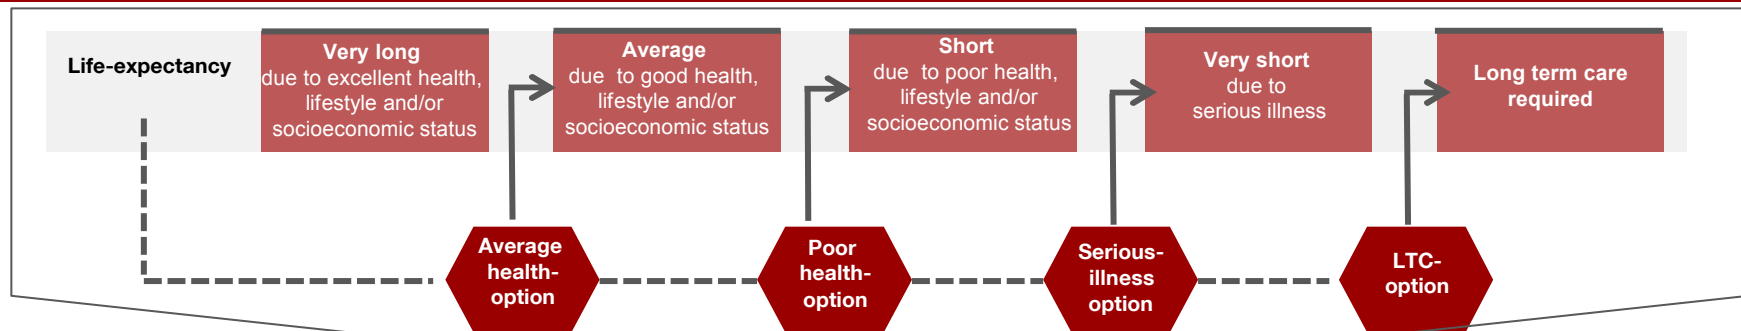 Life-expectancy
Very long
due to excellent health,
lifestyle and/or
socioeconomic status
Average
due to good health,
lifestyle and/or
socioeconomic status
Short
due to poor health,
lifestyle and/or
socioeconomic status
Very short
due to
serious illness
Long term care
required
Average
health-
option
Poor
health-
option
Serious-
illness
option
LTC-
option